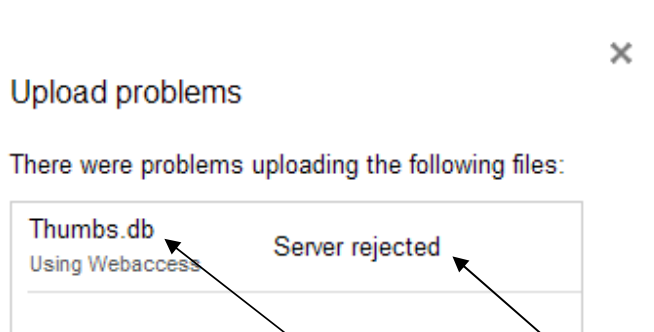 Upload problems
There were problems uploading the following files:
Thumbs.db
Server rejected
Using Webaccess